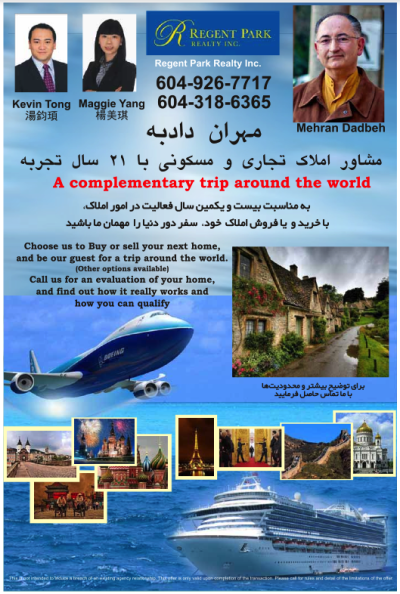 REGENT PARK
REALTY INC.
Regent Park Realty Inc.
604-926-7717
604-318-6365
Kevin Tong
湯鈞頊
Maggie Yang
楊美琪
Mehran Dadbeh
مهران دادبه
مشاور املاک تجاری و مسکونی با ۲۱ سال تجربه
A complementary trip around the world
به مناسبت بیست و یکمین سال فعالیت در امور املاک،
با خرید و یا فروش املاک خود، سفر دور دنیا را مهمان ما باشید
Choose us to Buy or sell your next home,
and be our guest for a trip around the world.
(Other options available)
Call us for an evaluation of your home,
and find out how it really works and
how you can qualify
BOEING
برای توضیح بیشتر و محدودیت‌ها
با ما تماس حاصل فرمایید